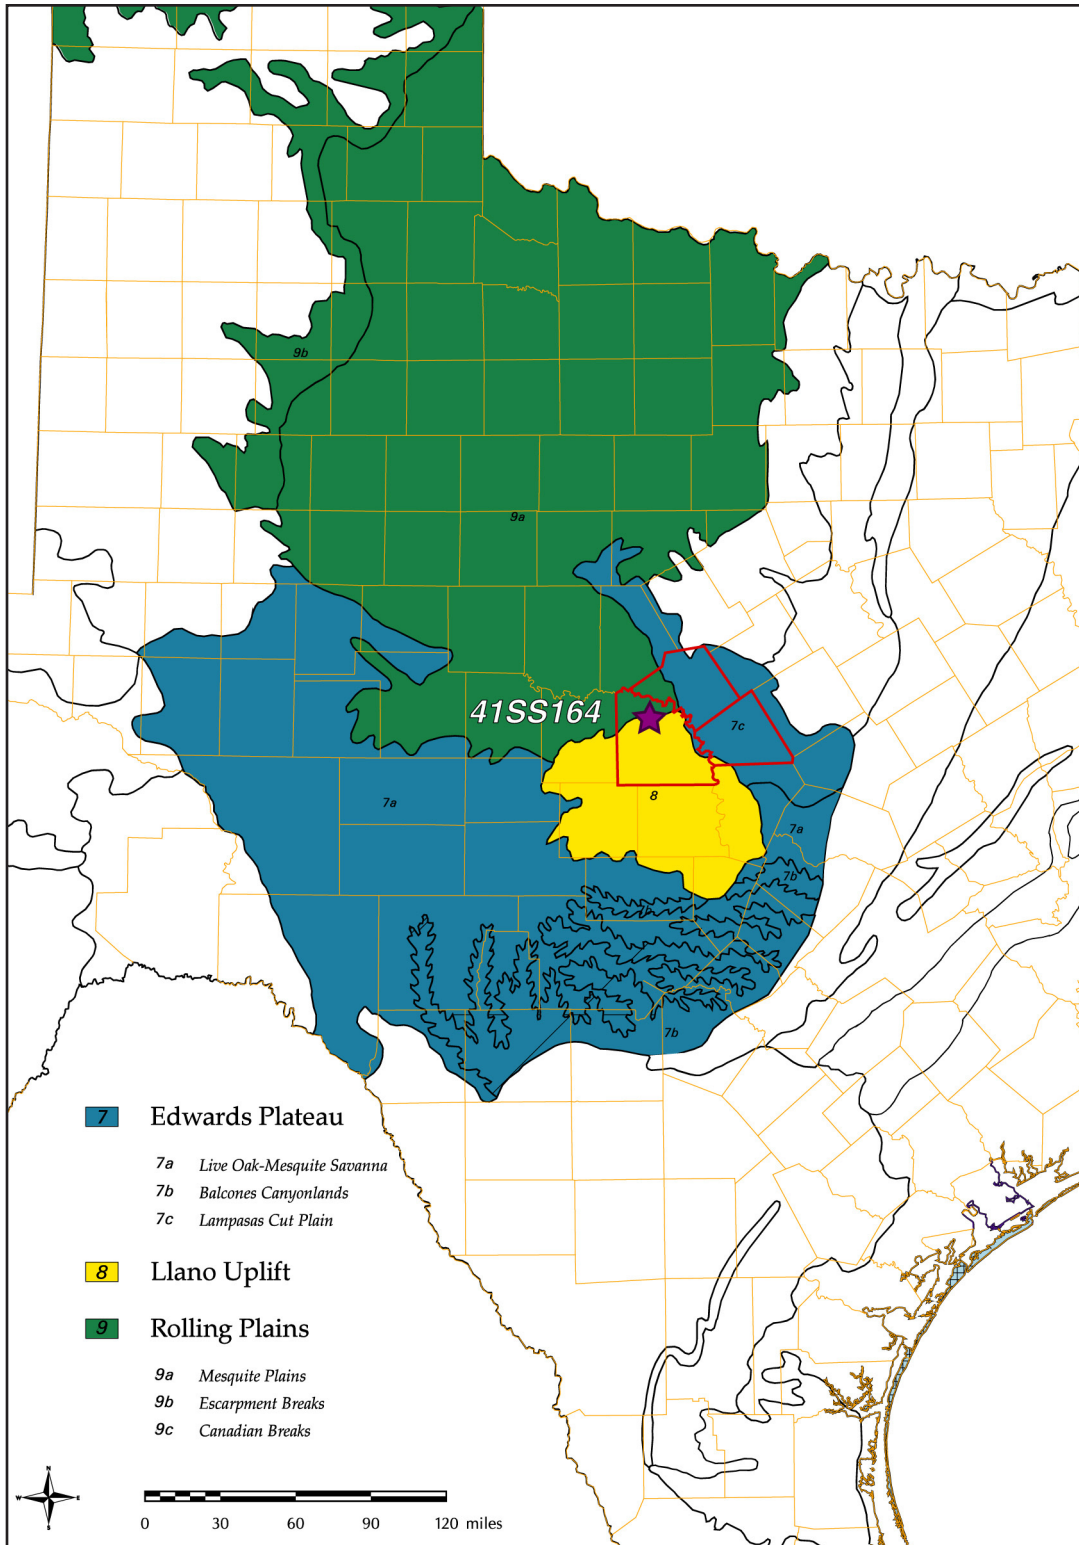 9b
9a
41SS164
7c
7a
8
7a
7b
7b
7 Edwards Plateau
7a Live Oak-Mesquite Savanna
7b Balcones Canyonlands
7c Lampasas Cut Plain
8 Llano Uplift
9 Rolling Plains
9a Mesquite Plains
9b Escarpment Breaks
9c Canadian Breaks
N
W E
S
0 30 60 90 120 miles